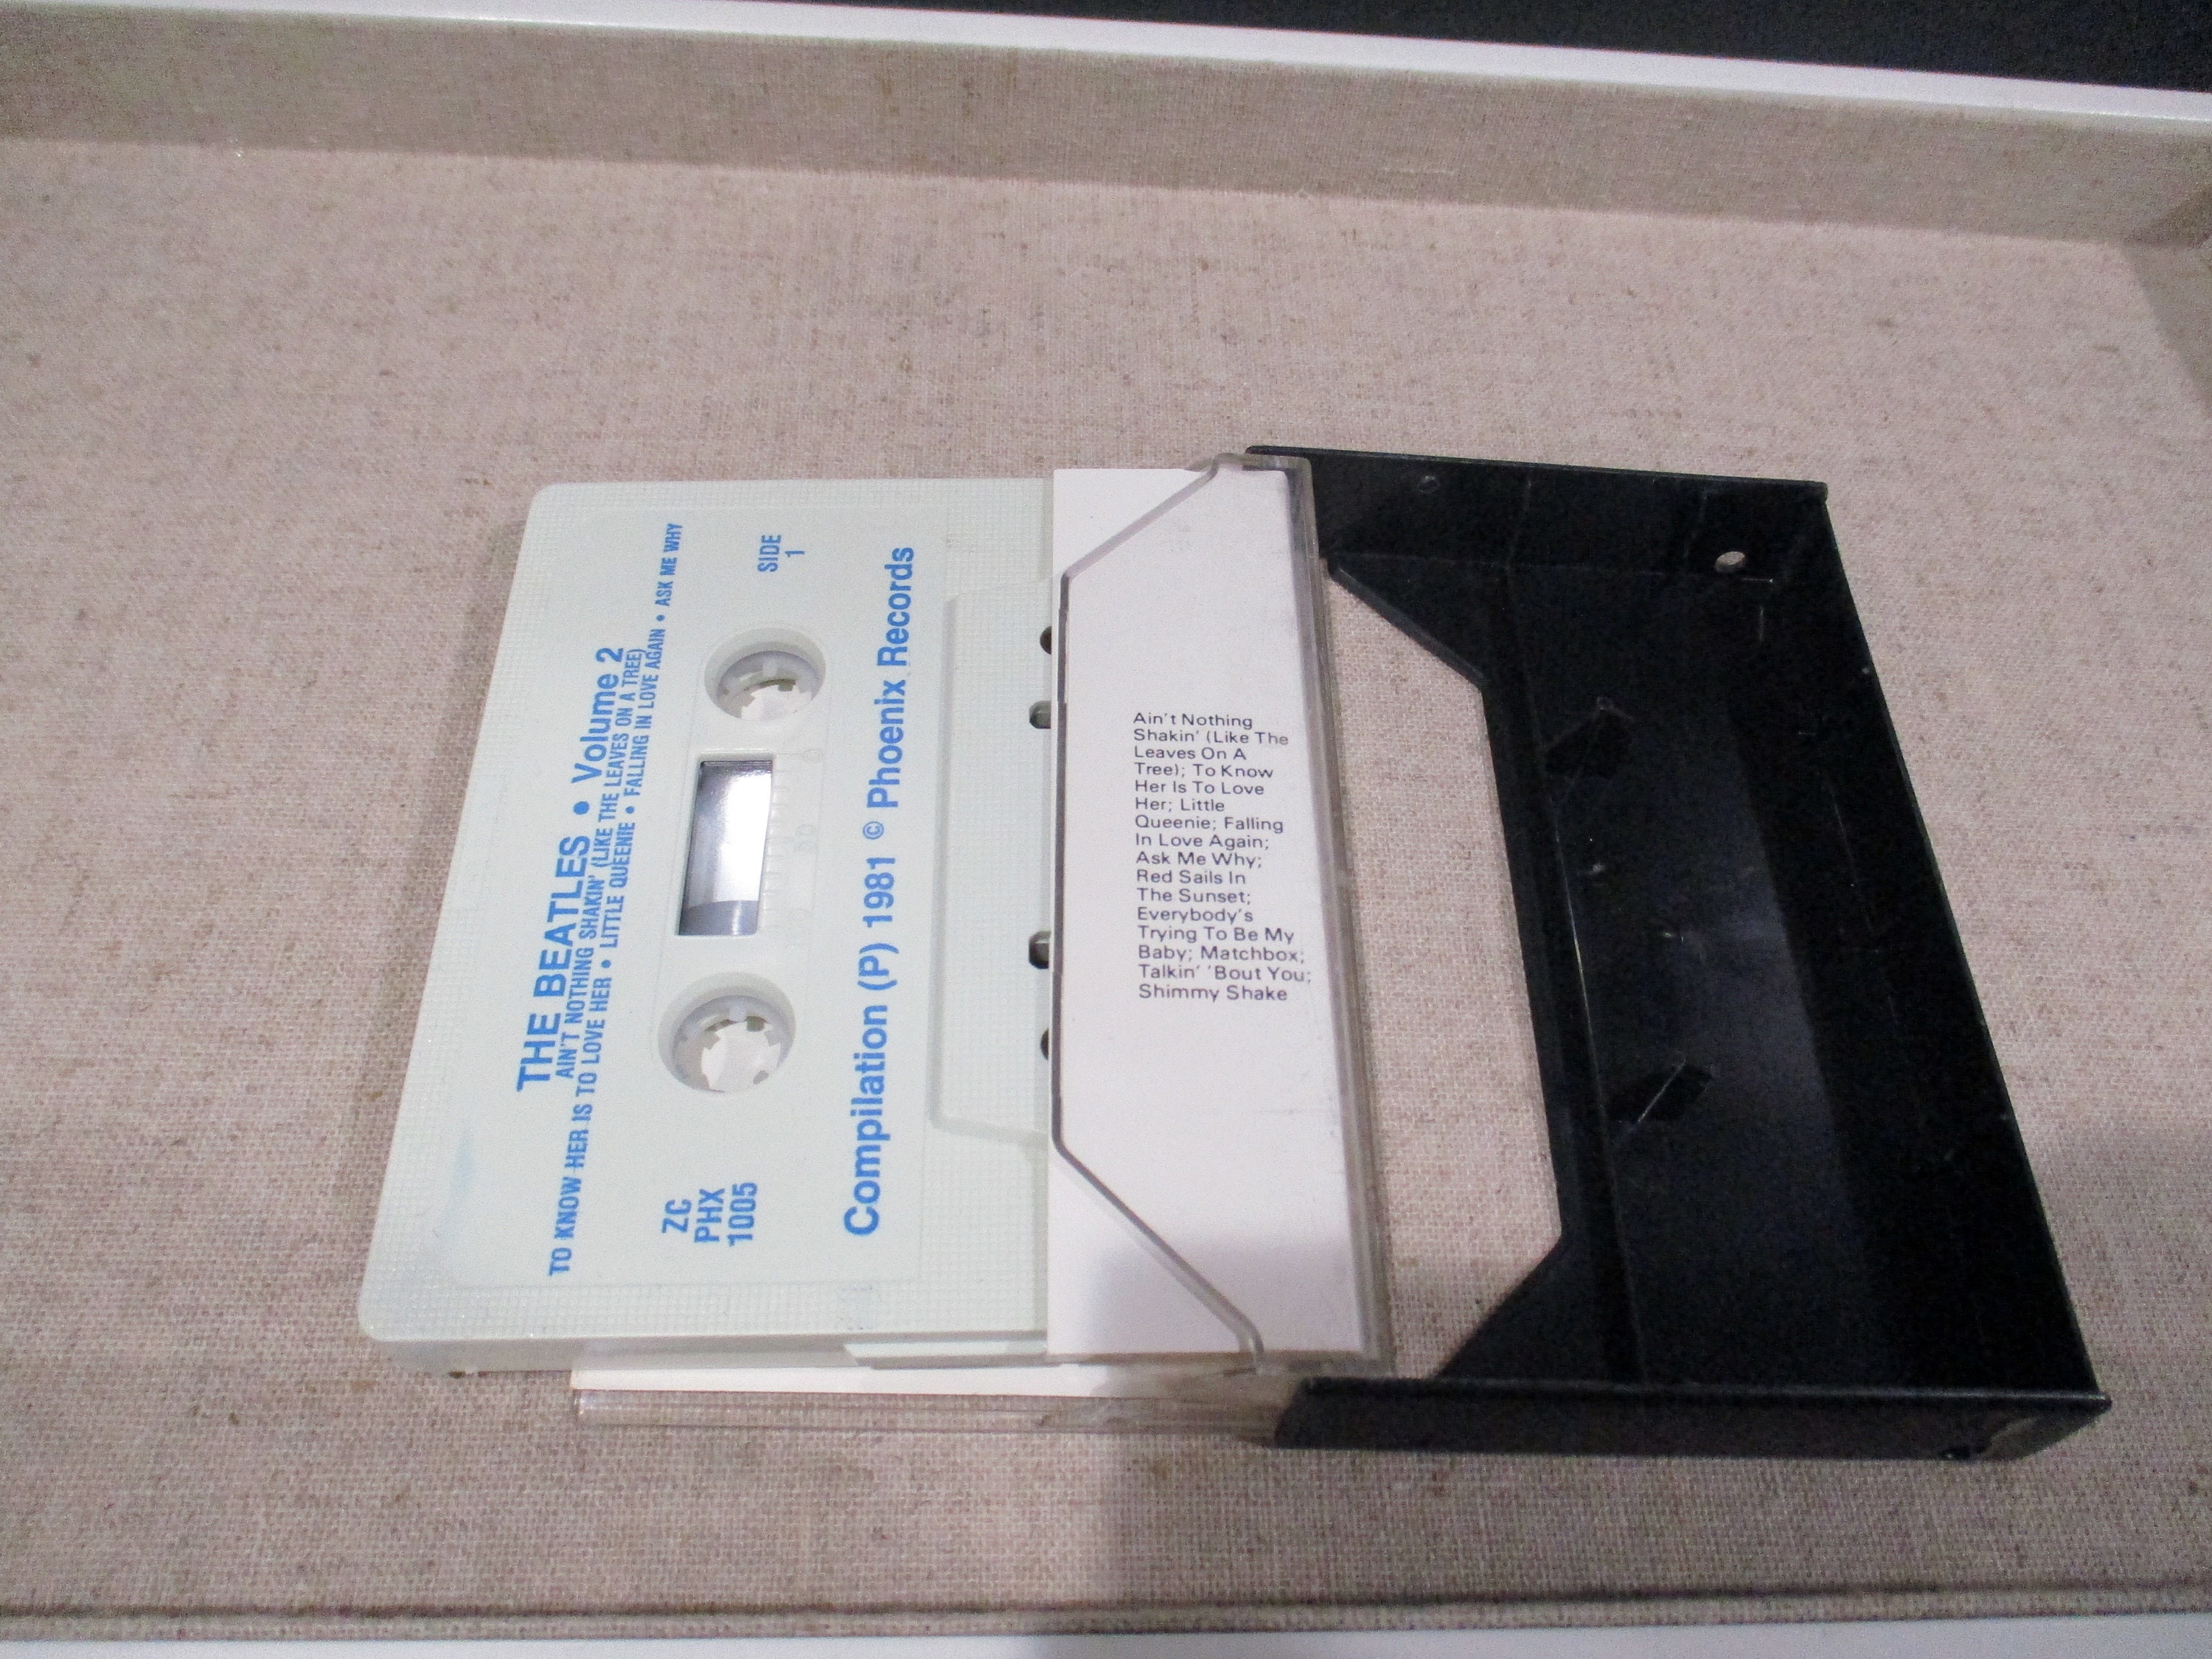 THE BEATLES • Volume 2
AIN'T NOTHING SHAKIN' (LIKE THE LEAVES ON A TREE)
TO KNOW HER IS TO LOVE HER • LITTLE QUEENIE • FALLING IN LOVE AGAIN • ASK ME WHY
ZC
PHX
1005
SIDE
1
Compilation (P) 1981 © Phoenix Records
Ain't Nothing
Shakin' (Like The
Leaves On A
Tree); To Know
Her Is To Love
Her; Little
Queenie; Falling
In Love Again;
Ask Me Why;
Red Sails In
The Sunset;
Everybody's
Trying To Be My
Baby; Matchbox;
Talkin' 'Bout You;
Shimmy Shake